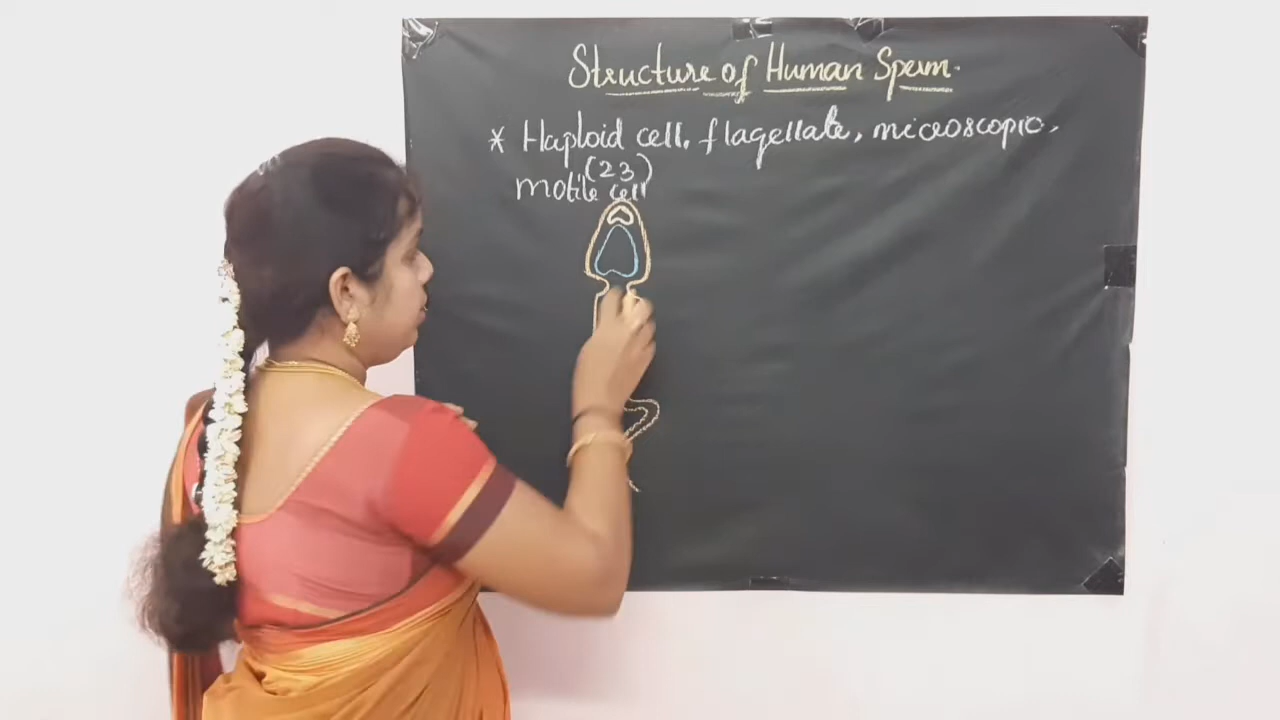 Structure of Human Sperm.
* Haploid cell, flagellate, microscopic,
(23)
motile cell